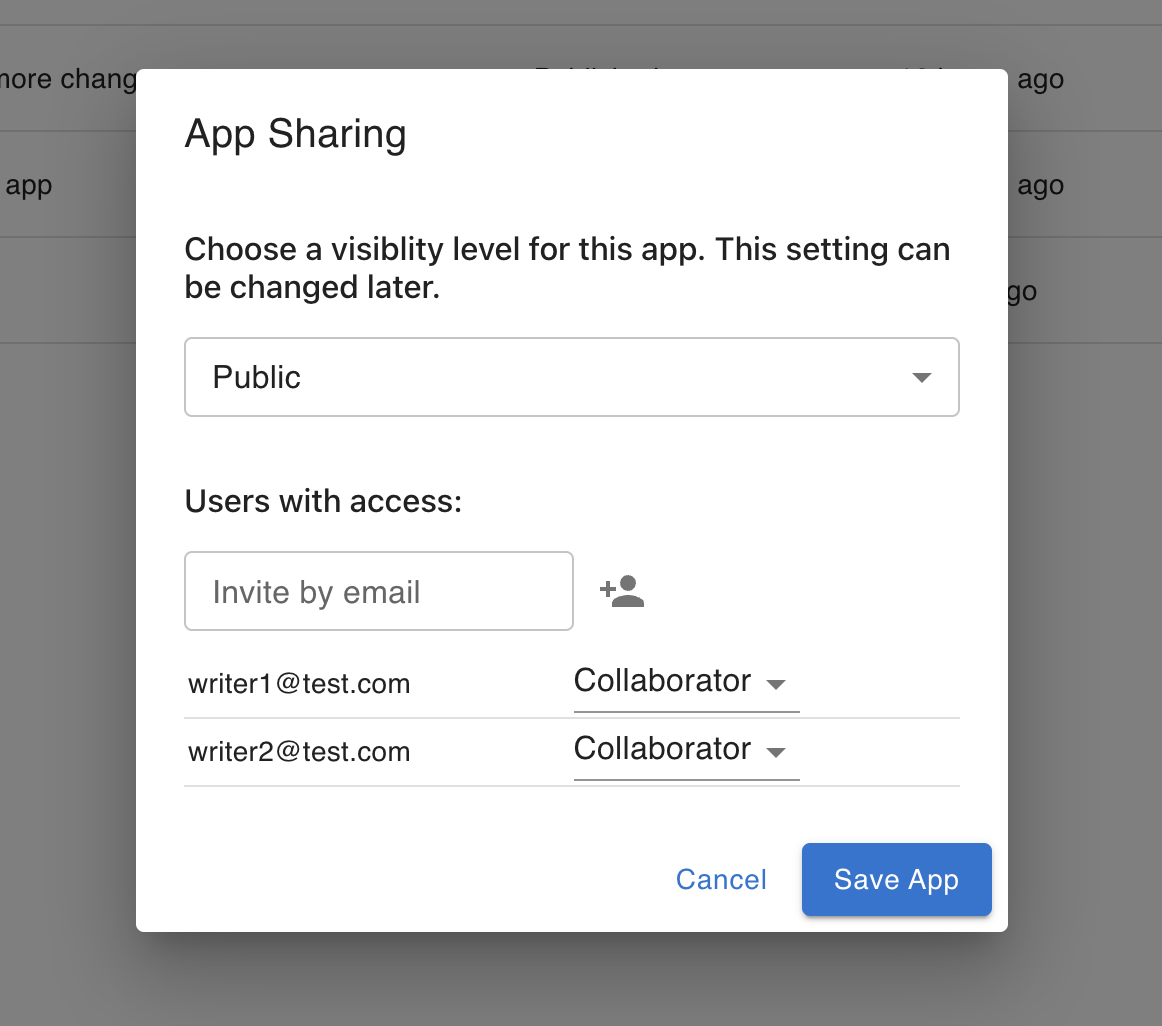 more chang
ago
App Sharing
app
ago
Choose a visiblity level for this app. This setting can
be changed later.
go
Public
Users with access:
Invite by email
writer1@test.com Collaborator
writer2@test.com Collaborator
Cancel Save App